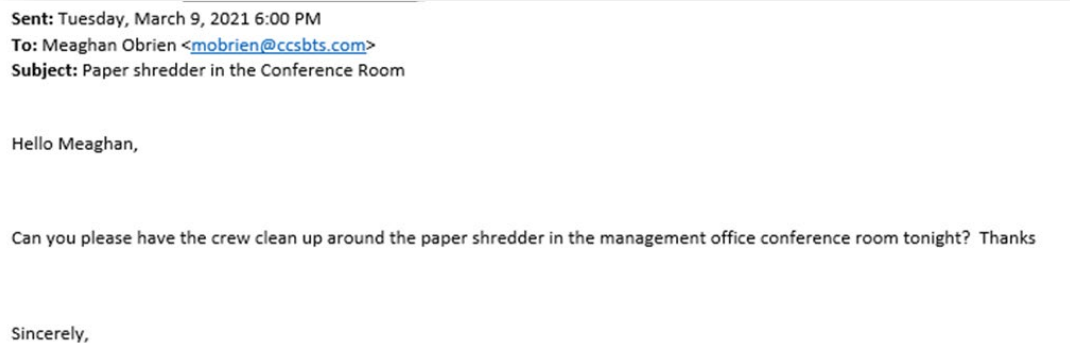 Sent: Tuesday, March 9, 2021 6:00 PM
To: Meaghan Obrien <mobrien@ccsbts.com>
Subject: Paper shredder in the Conference Room
Hello Meaghan,
Can you please have the crew clean up around the paper shredder in the management office conference room tonight?  Thanks
Sincerely,